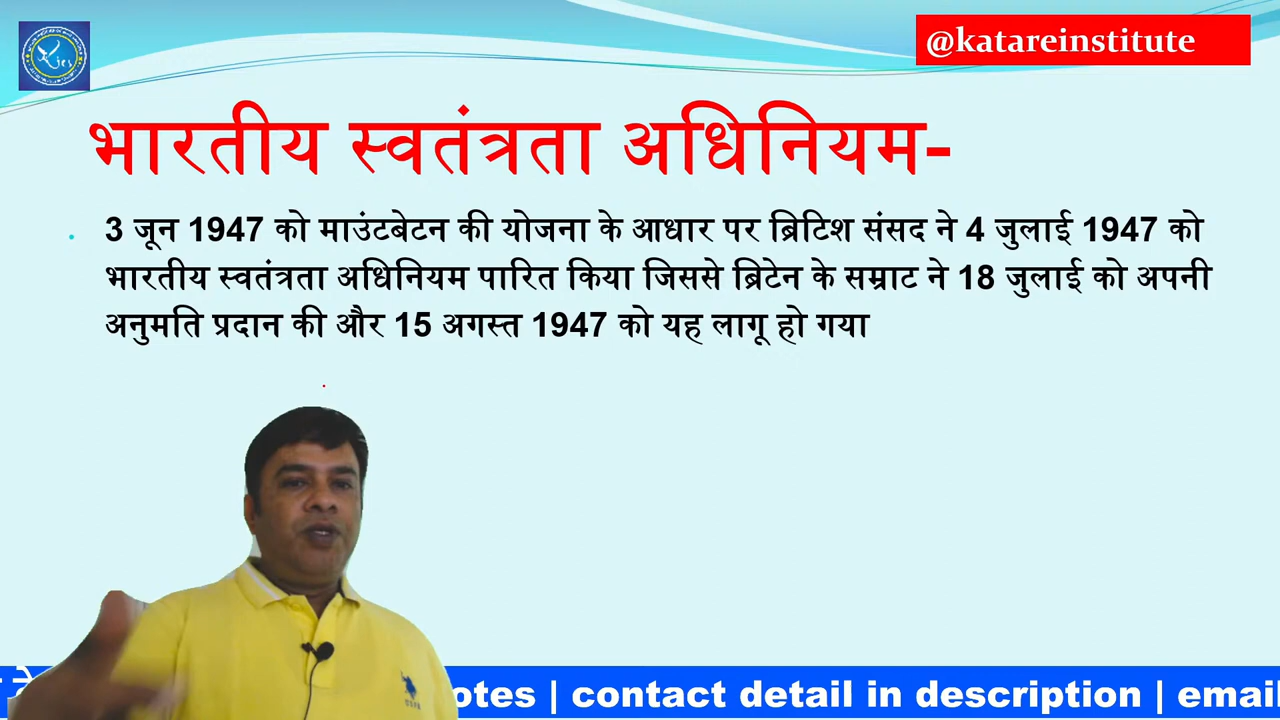 @katareinstitute
भारतीय स्वतंत्रता अधिनियम-
3 जून 1947 को माउंटबेटन की योजना के आधार पर ब्रिटिश संसद ने 4 जुलाई 1947 को
भारतीय स्वतंत्रता अधिनियम पारित किया जिससे ब्रिटेन के सम्राट ने 18 जुलाई को अपनी
अनुमति प्रदान की और 15 अगस्त 1947 को यह लागू हो गया
otes | contact detail in description | email